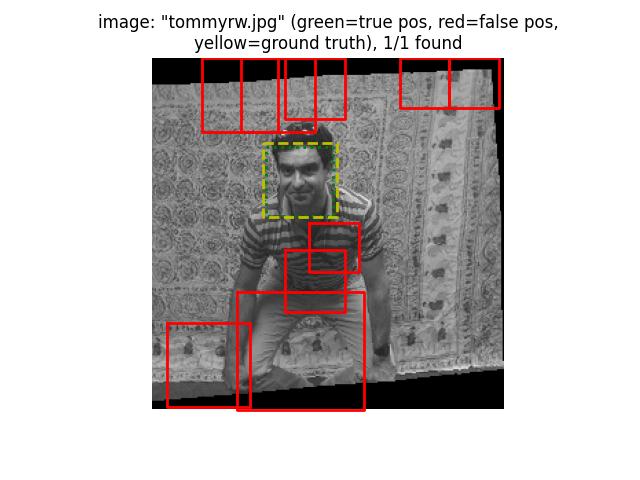 image: "tommyrw.jpg" (green=true pos, red=false pos,
yellow=ground truth), 1/1 found